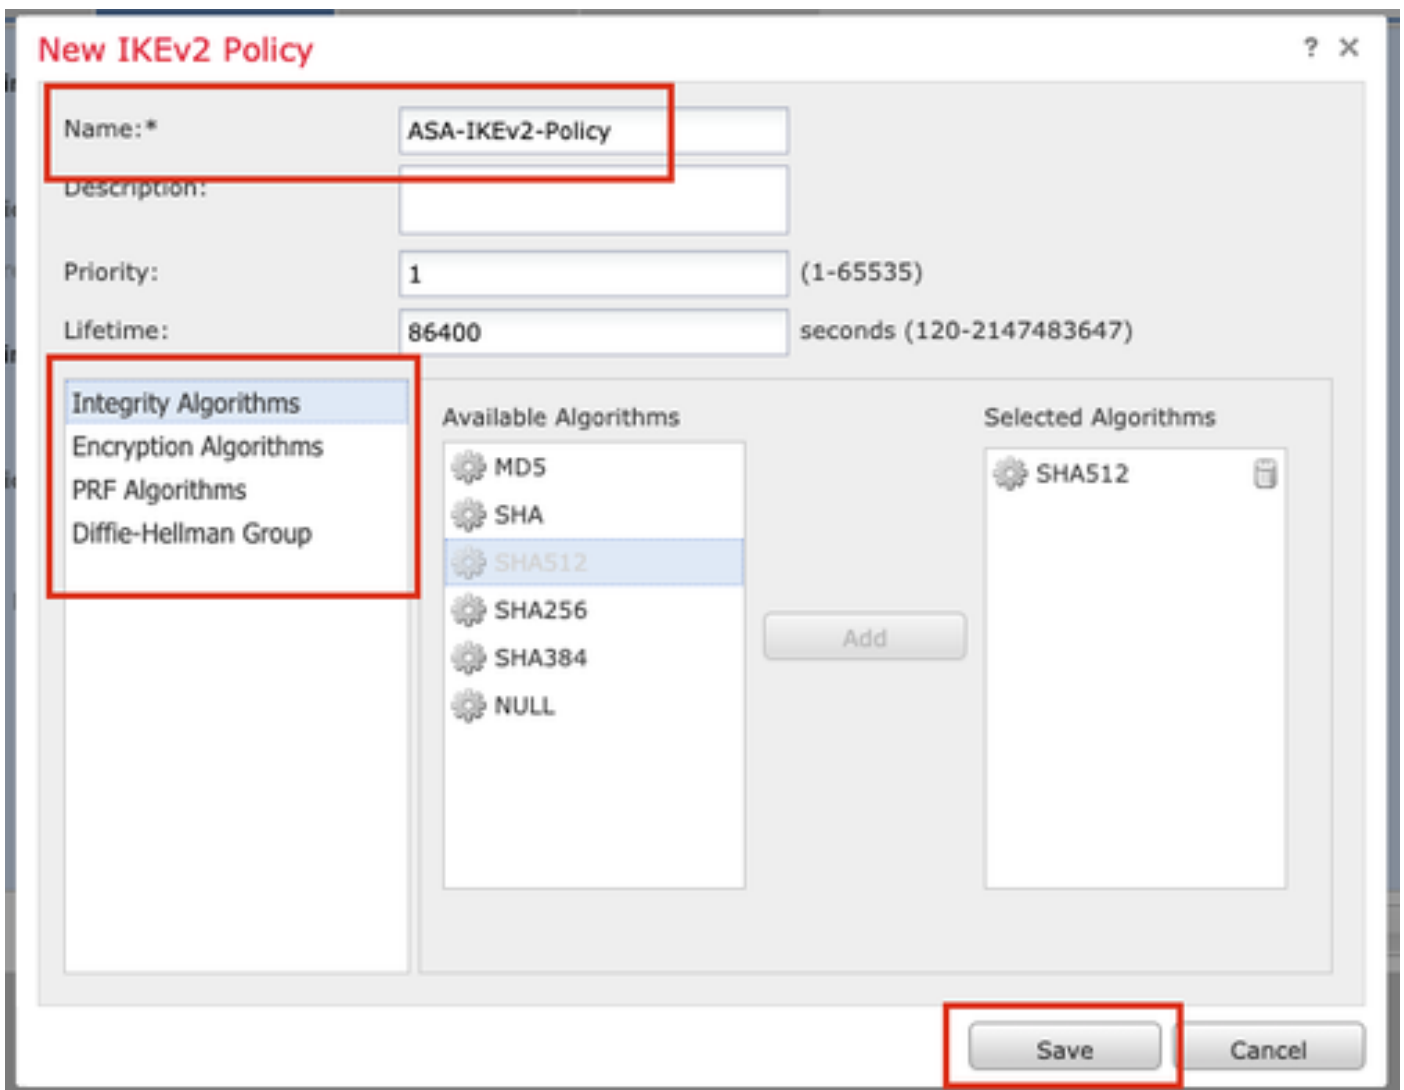 New IKEv2 Policy
? ×
Name:*
ASA-IKEv2-Policy
Description:
Priority:
1
(1-65535)
Lifetime:
86400
seconds (120-2147483647)
Integrity Algorithms
Encryption Algorithms
PRF Algorithms
Diffie-Hellman Group
Available Algorithms
MD5
SHA
SHA512
SHA256
SHA384
NULL
Add
Selected Algorithms
SHA512
Save
Cancel